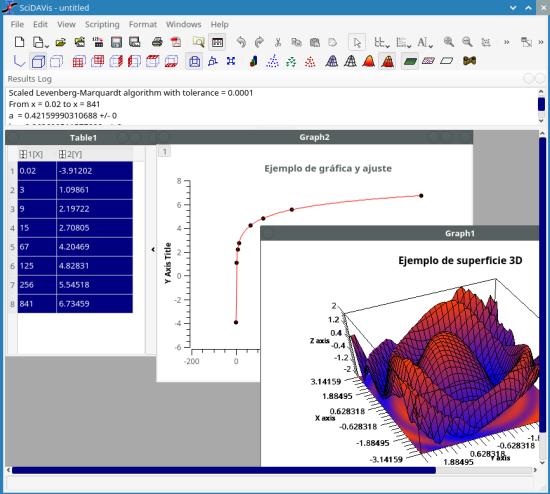 SciDAVis - untitled
File Edit View Scripting Format Windows Help
Results Log
Scaled Levenberg-Marquardt algorithm with tolerance = 0.0001
From x = 0.02 to x = 841
a = 0.42159990310688 +/- 0
Table1
1[X] 2[Y]
1 0.02 -3.91202
2 3 1.09861
3 9 2.19722
4 15 2.70805
5 67 4.20469
6 125 4.82831
7 256 5.54518
8 841 6.73459
Graph2
1
Ejemplo de gráfica y ajuste
Y Axis Title
8
6
4
2
0
-2
-4
-6
-200 0
Graph1
Ejemplo de superficie 3D
Z axis
2
1.2
0.4
-0.4
-1.2
-2
X axis
3.14159
1.88495
0.628318
-0.628318
-1.88495
-3.14159
Y axis
1.88495
0.628318
-0.6283